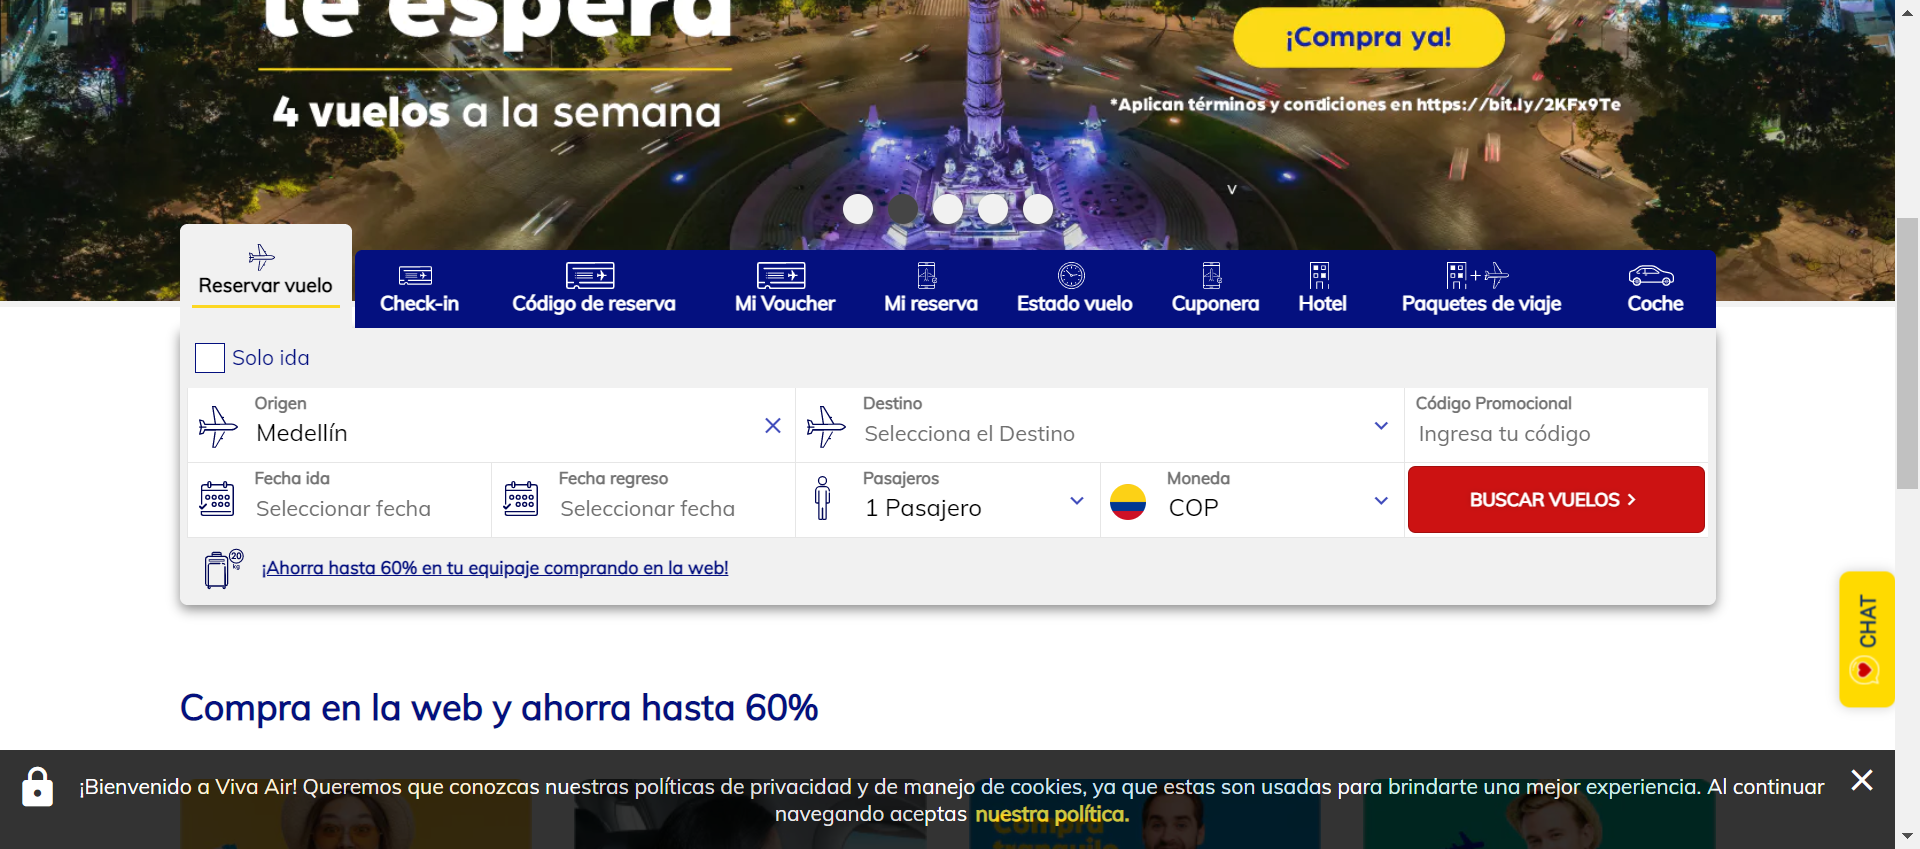 te espera
4 vuelos a la semana
¡Compra ya!
*Aplican términos y condiciones en https://bit.ly/2KFx9Te
v
Reservar vuelo
Check-in
Código de reserva
Mi Voucher
Mi reserva
Estado vuelo
Cuponera
Hotel
Paquetes de viaje
Coche
Solo ida
Origen
Medellín
Destino
Selecciona el Destino
Código Promocional
Ingresa tu código
Fecha ida
Seleccionar fecha
Fecha regreso
Seleccionar fecha
Pasajeros
1 Pasajero
Moneda
COP
BUSCAR VUELOS
20
kg
¡Ahorra hasta 60% en tu equipaje comprando en la web!
CHAT
Compra en la web y ahorra hasta 60%
¡Bienvenido a Viva Air! Queremos que conozcas nuestras políticas de privacidad y de manejo de cookies, ya que estas son usadas para brindarte una mejor experiencia. Al continuar
navegando aceptas nuestra política.
Compra
tranquilo